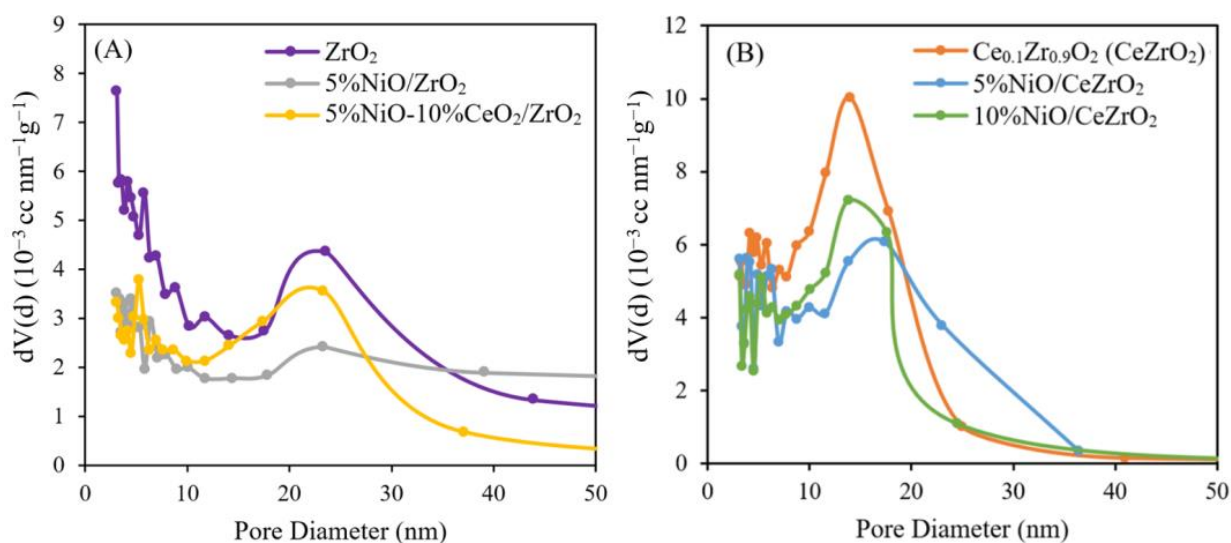 (A)
ZrO₂
5%NiO/ZrO₂
5%NiO-10%CeO₂/ZrO₂
dV(d) (10⁻³ cc nm⁻¹g⁻¹)
9
8
7
6
5
4
3
2
1
0
0 10 20 30 40 50
Pore Diameter (nm)
(B)
Ce₀.₁Zr₀.₉O₂ (CeZrO₂)
5%NiO/CeZrO₂
10%NiO/CeZrO₂
dV(d) (10⁻³ cc nm⁻¹g⁻¹)
12
10
8
6
4
2
0
0 10 20 30 40 50
Pore Diameter (nm)